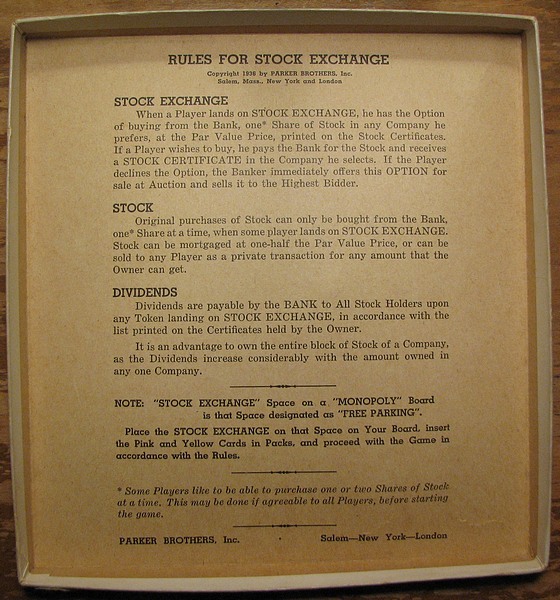 RULES FOR STOCK EXCHANGE
Copyright 1936 by PARKER BROTHERS, Inc.
Salem, Mass., New York and London
STOCK EXCHANGE
When a Player lands on STOCK EXCHANGE, he has the Option
of buying from the Bank, one* Share of Stock in any Company he
prefers, at the Par Value Price, printed on the Stock Certificates.
If a Player wishes to buy, he pays the Bank for the Stock and receives
a STOCK CERTIFICATE in the Company he selects. If the Player
declines the Option, the Banker immediately offers this OPTION for
sale at Auction and sells it to the Highest Bidder.
STOCK
Original purchases of Stock can only be bought from the Bank,
one* Share at a time, when some player lands on STOCK EXCHANGE.
Stock can be mortgaged at one-half the Par Value Price, or can be
sold to any Player as a private transaction for any amount that the
Owner can get.
DIVIDENDS
Dividends are payable by the BANK to All Stock Holders upon
any Token landing on STOCK EXCHANGE, in accordance with the
list printed on the Certificates held by the Owner.
It is an advantage to own the entire block of Stock of a Company,
as the Dividends increase considerably with the amount owned in
any one Company.
NOTE: "STOCK EXCHANGE" Space on a "MONOPOLY" Board
is that Space designated as "FREE PARKING".
Place the STOCK EXCHANGE on that Space on Your Board, insert
the Pink and Yellow Cards in Packs, and proceed with the Game in
accordance with the Rules.
* Some Players like to be able to purchase one or two Shares of Stock
at a time. This may be done if agreeable to all Players, before starting
the game.
PARKER BROTHERS, Inc. Salem—New York—London